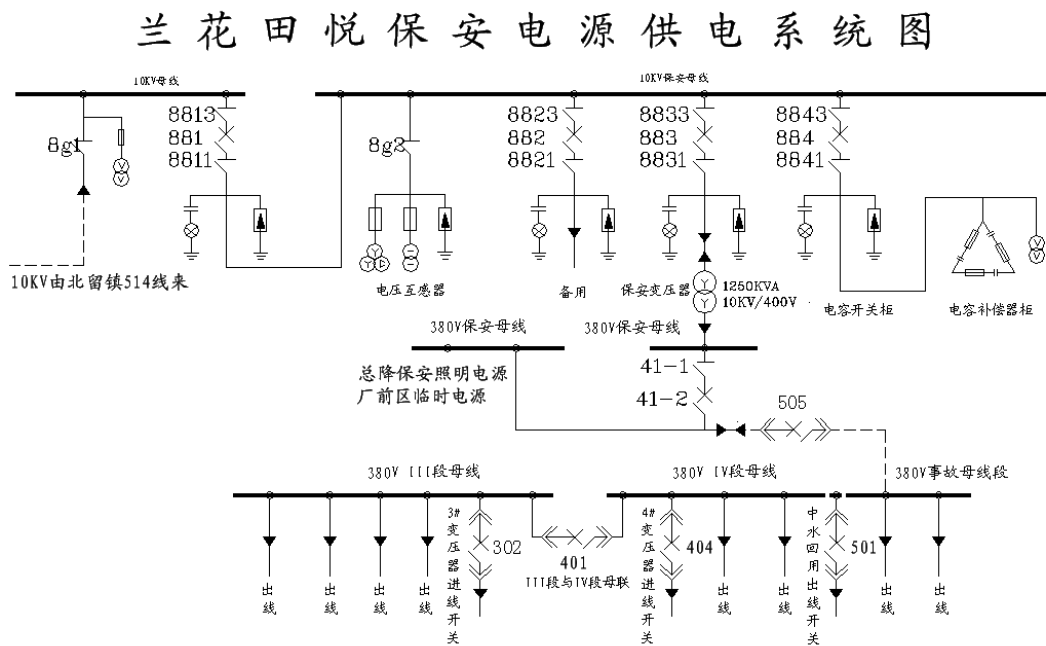 兰花田悦保安电源供电系统图
10KV母线
10KV保安母线
8813
881
8811
8823
882
8821
8833
883
8831
8843
884
8841
8g1
8g2
V
V
Y
Y
D
V
V
10KV由北留镇514线来
电压互感器
备用
保安变压器
Y
Y
1250KVA
10KV/400V
电容开关柜
电容补偿器柜
380V保安母线
380V保安母线
总降保安照明电源
厂前区临时电源
41-1
41-2
505
380V III段母线
380V IV段母线
380V事故母线段
出线
出线
出线
出线
3#变压器进线开关
302
401
III段与IV段母联
4#变压器进线开关
404
出线
出线
中水回用出线开关
501
出线
出线